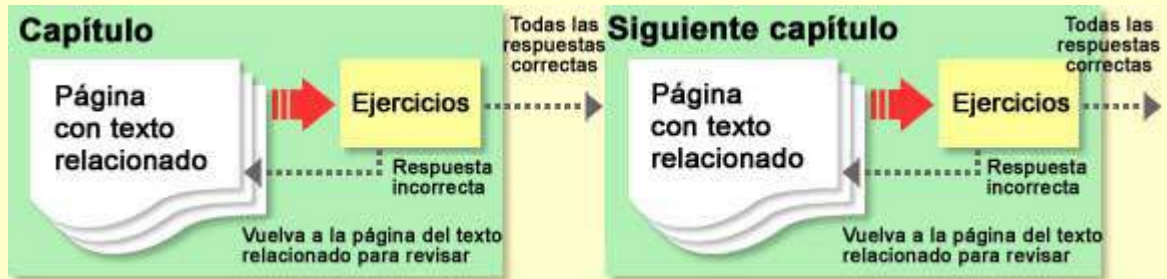 Capítulo
Todas las
respuestas
correctas
Página
con texto
relacionado
Ejercicios
Respuesta
incorrecta
Vuelva a la página del texto
relacionado para revisar
Siguiente capítulo
Todas las
respuestas
correctas
Página
con texto
relacionado
Ejercicios
Respuesta
incorrecta
Vuelva a la página del texto
relacionado para revisar